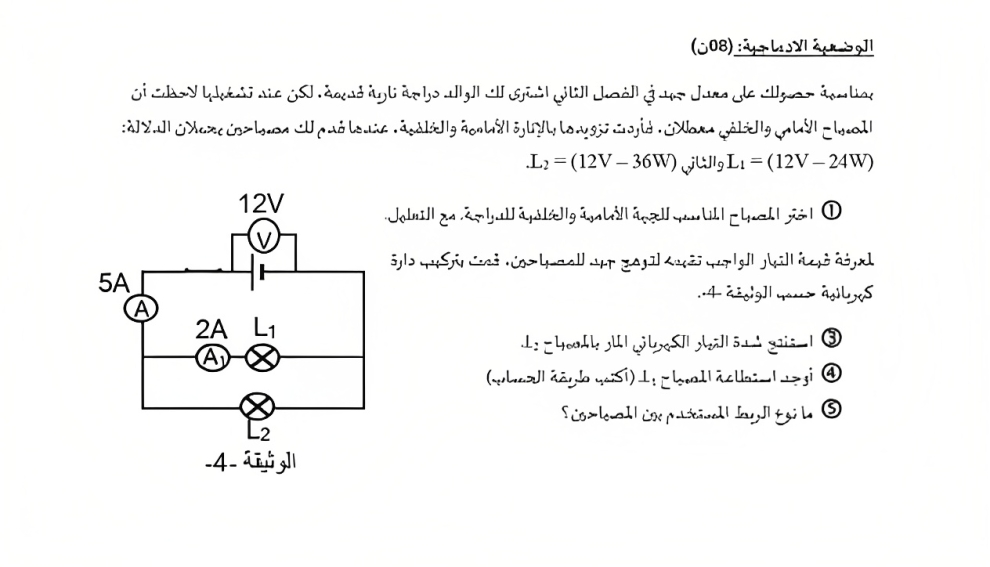 الوضعية الادماجية: (08ن)
بمناسبة حصولك على معدل جيد في الفصل الثاني اشترى لك الوالد دراجة نارية قديمة. لكن عند تشغيلها لاحظت أن
المصباح الأمامي والخلفي معطلان. فأردت تزويدها بالإنارة الأمامية والخلفية. عندها قدم لك مصباحين يحملان الدلالة:
L₁ = (12V – 24W) والثاني L₂ = (12V – 36W).
① اختر المصباح المناسب للجهة الأمامية والخلفية للدراجة. مع التعليل.
لمعرفة قيمة التيار الواجب تقديمه لتوهج جيد للمصباحين. قمت بتركيب دارة
كهربائية حسب الوثيقة -4-.
③ استنتج شدة التيار الكهربائي المار بالمصباح L₂.
④ أوجد استطاعة المصباح L₁ (أكتب طريقة الحساب)
⑤ ما نوع الربط المستخدم بين المصباحين؟
12V
V
5A
A
2A L₁
A₁
L₂
الوثيقة -4-